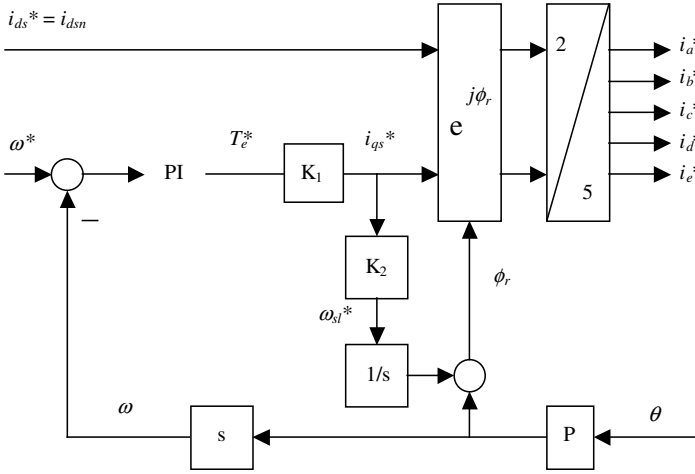 i_ds* = i_dsn
i_a*
2
i_b*
e^jϕ_r
i_c*
ω*
T_e*
i_qs*
i_d*
PI
K_1
i_e*
–
5
K_2
ϕ_r
ω_sl*
1/s
ω
θ
s
P